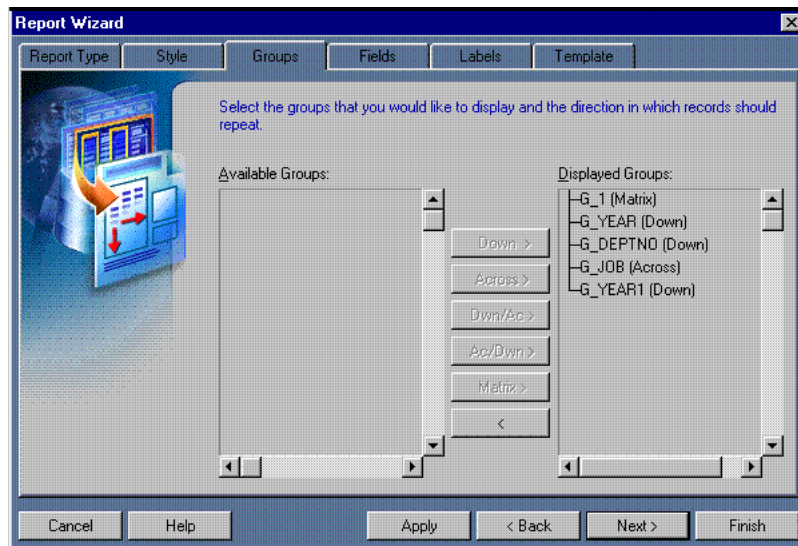 Report Wizard
Report Type
Style
Groups
Fields
Labels
Template
Select the groups that you would like to display and the direction in which records should
repeat.
Available Groups:
Displayed Groups:
G_1 (Matrix)
G_YEAR (Down)
G_DEPTNO (Down)
G_JOB (Across)
G_YEAR1 (Down)
Down >
Across >
Dwn/Ac >
Ac/Dwn >
Matrix >
<
Cancel
Help
Apply
< Back
Next >
Finish